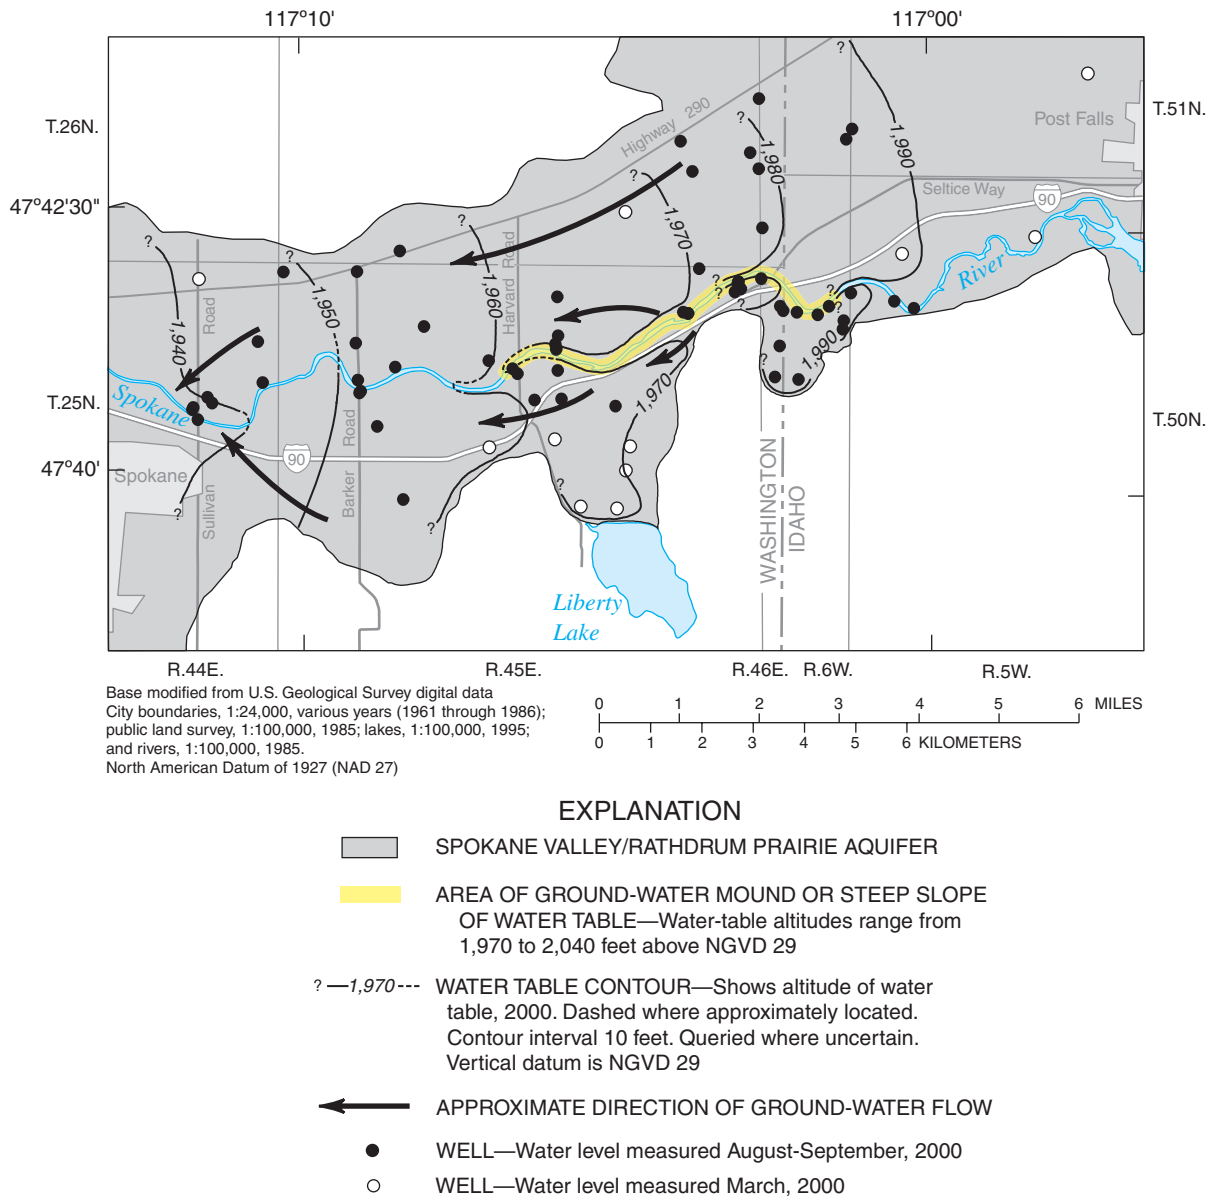 117°10'
117°00'
T.26N.
T.51N.
47°42'30"
T.25N.
T.50N.
47°40'
Highway 290
Post Falls
Seltice Way
90
River
1,990
1,980
1,970
1,960
1,950
1,940
1,990
1,970
Harvard Road
Road
Sullivan
Road
Barker
Spokane
Spokane
90
WASHINGTON
IDAHO
Liberty
Lake
?
?
?
?
?
?
?
?
?
?
?
?
?
?
R.44E.
R.45E.
R.46E.
R.6W.
R.5W.
Base modified from U.S. Geological Survey digital data
City boundaries, 1:24,000, various years (1961 through 1986);
public land survey, 1:100,000, 1985; lakes, 1:100,000, 1995;
and rivers, 1:100,000, 1985.
North American Datum of 1927 (NAD 27)
0 1 2 3 4 5 6 MILES
0 1 2 3 4 5 6 KILOMETERS
EXPLANATION
SPOKANE VALLEY/RATHDRUM PRAIRIE AQUIFER
AREA OF GROUND-WATER MOUND OR STEEP SLOPE
OF WATER TABLE—Water-table altitudes range from
1,970 to 2,040 feet above NGVD 29
? —1,970 --- WATER TABLE CONTOUR—Shows altitude of water
table, 2000. Dashed where approximately located.
Contour interval 10 feet. Queried where uncertain.
Vertical datum is NGVD 29
APPROXIMATE DIRECTION OF GROUND-WATER FLOW
WELL—Water level measured August-September, 2000
WELL—Water level measured March, 2000